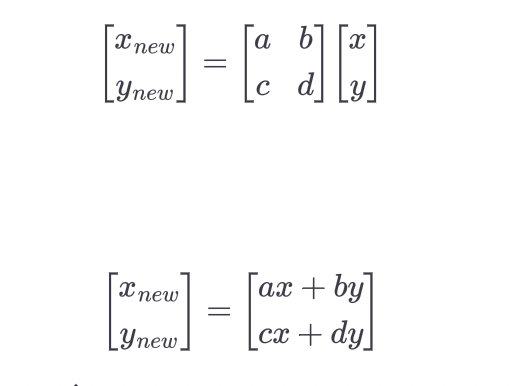 [x_new y_new] = [a b c d] [x y]
[x_new y_new] = [ax + by cx + dy]